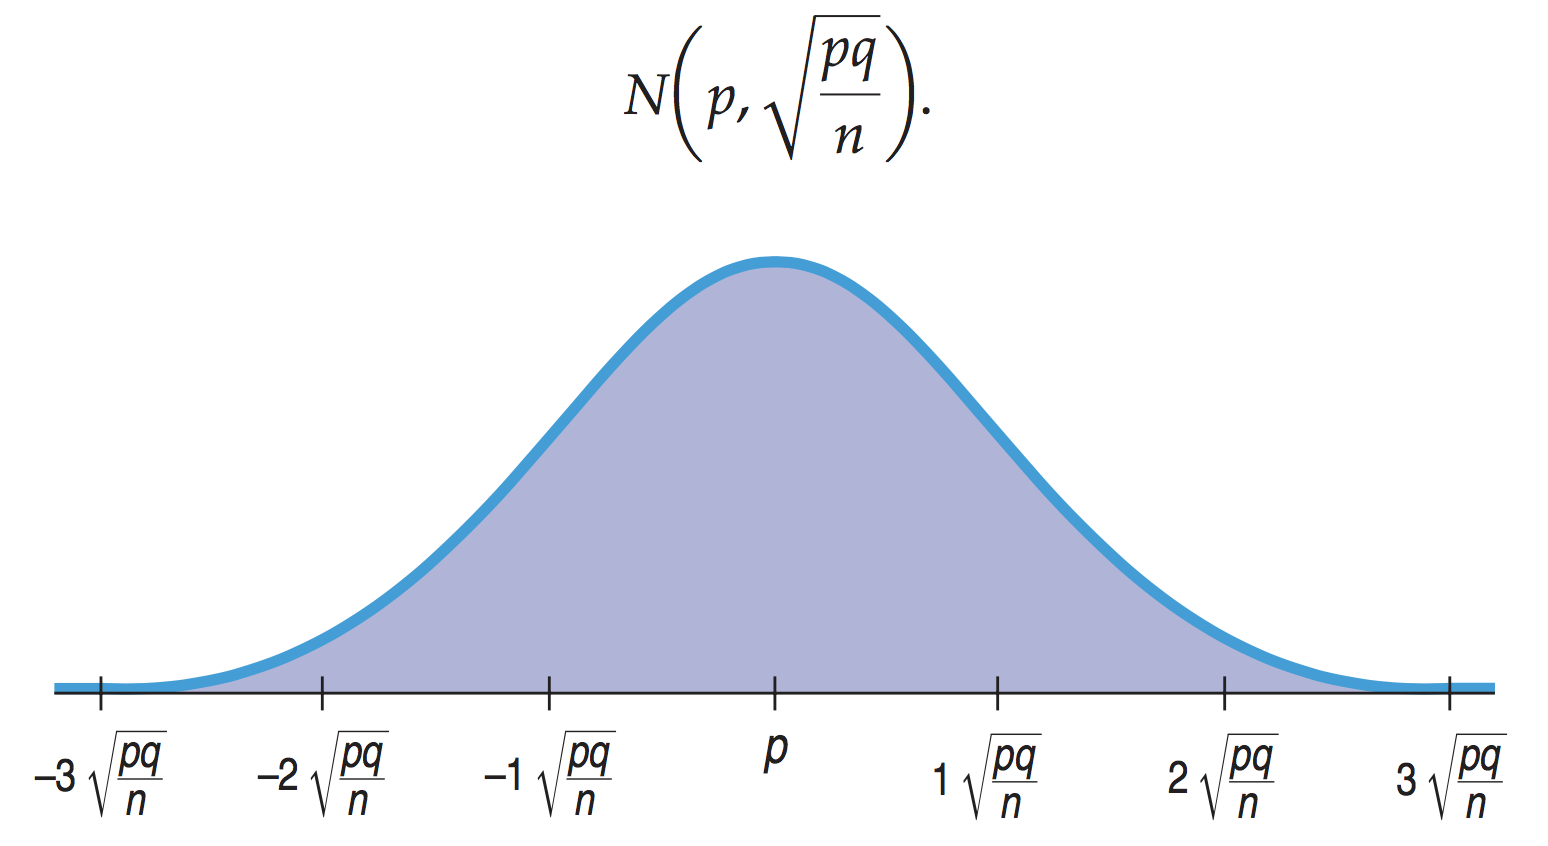 N(p, √(pq/n)).
–3 √(pq/n) –2 √(pq/n) –1 √(pq/n) p 1 √(pq/n) 2 √(pq/n) 3 √(pq/n)